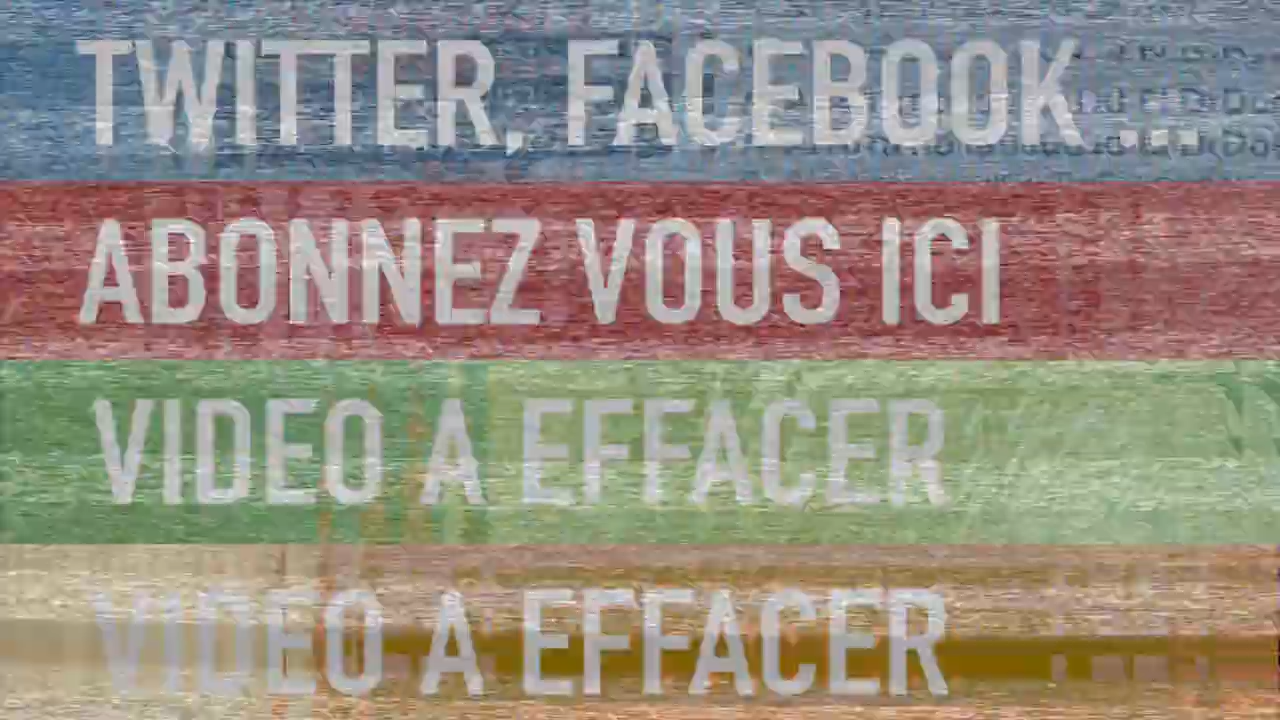 TWITTER, FACEBOOK ...
ABONNEZ VOUS ICI
VIDEO A EFFACER
VIDEO A EFFACER